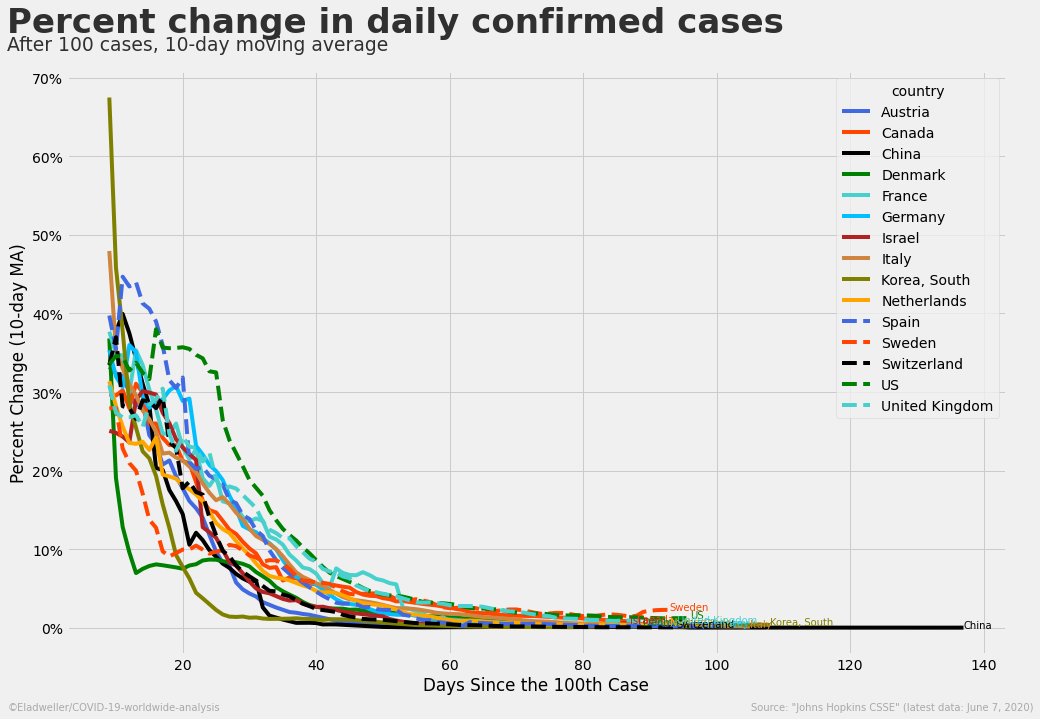 Percent change in daily confirmed cases
After 100 cases, 10-day moving average
70%
60%
50%
40%
30%
20%
10%
0%
Percent Change (10-day MA)
country
Austria
Canada
China
Denmark
France
Germany
Israel
Italy
Korea, South
Netherlands
Spain
Sweden
Switzerland
US
United Kingdom
Sweden
US
Switzerland
Korea, South
China
20
40
60
80
100
120
140
Days Since the 100th Case
©Eladweller/COVID-19-worldwide-analysis
Source: "Johns Hopkins CSSE" (latest data: June 7, 2020)